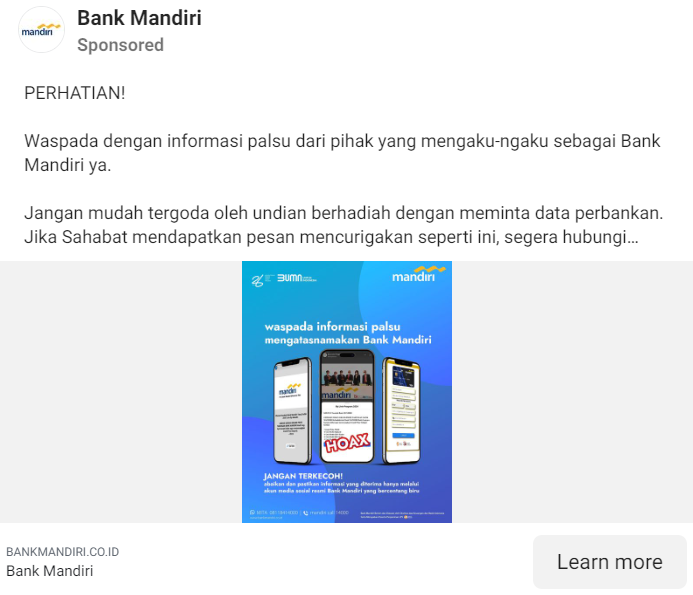 mandiri
Bank Mandiri
Sponsored
PERHATIAN!
Waspada dengan informasi palsu dari pihak yang mengaku-ngaku sebagai Bank
Mandiri ya.
Jangan mudah tergoda oleh undian berhadiah dengan meminta data perbankan.
Jika Sahabat mendapatkan pesan mencurigakan seperti ini, segera hubungi...
BUMN
mandiri
waspada informasi palsu
mengatasnamakan Bank Mandiri
mandiri
mandiri
HOAX
JANGAN TERKECOH!
abaikan dan pastikan informasi yang diterima hanya melalui
akun media sosial resmi Bank Mandiri yang bercentang biru
mandiri call 14000
BANKMANDIRI.CO.ID
Bank Mandiri
Learn more